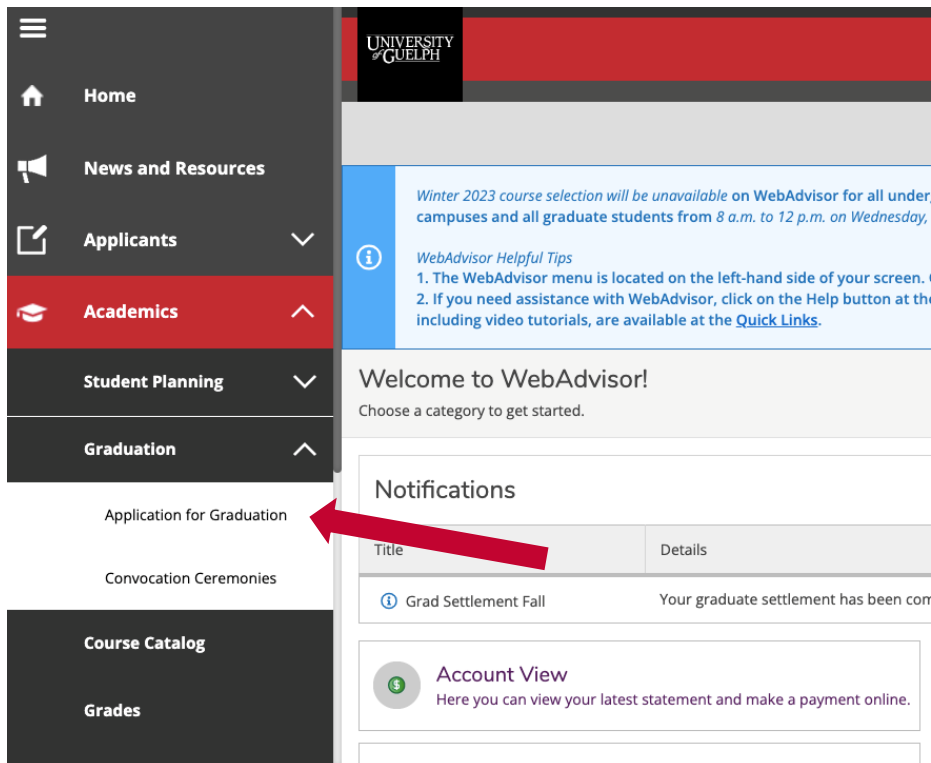 Home
News and Resources
Applicants
Academics
Student Planning
Graduation
Application for Graduation
Convocation Ceremonies
Course Catalog
Grades
UNIVERSITY
of GUELPH
Winter 2023 course selection will be unavailable on WebAdvisor for all under
campuses and all graduate students from 8 a.m. to 12 p.m. on Wednesday,
WebAdvisor Helpful Tips
1. The WebAdvisor menu is located on the left-hand side of your screen.
2. If you need assistance with WebAdvisor, click on the Help button at the
including video tutorials, are available at the Quick Links.
Welcome to WebAdvisor!
Choose a category to get started.
Notifications
Title Details
Grad Settlement Fall Your graduate settlement has been com
Account View
Here you can view your latest statement and make a payment online.